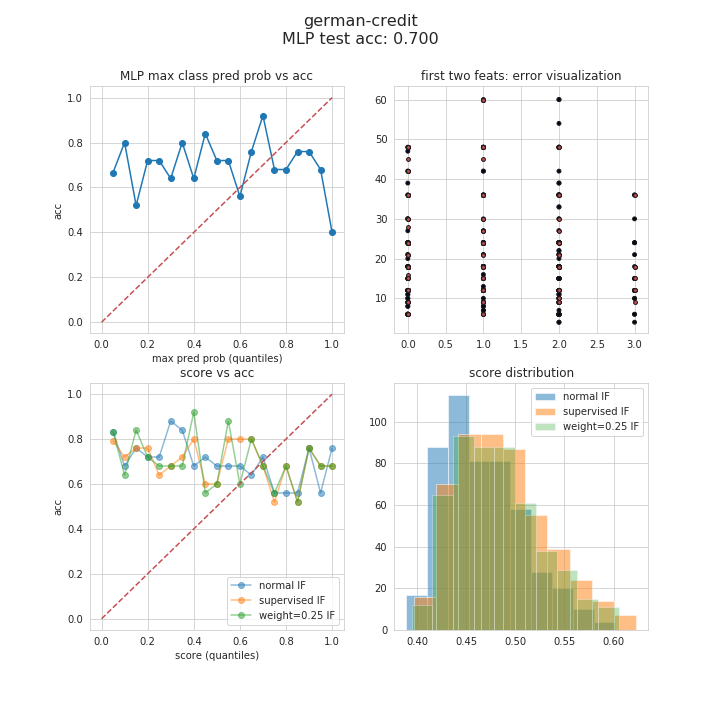 german-credit
MLP test acc: 0.700
MLP max class pred prob vs acc
1.0
0.8
0.6
0.4
0.2
0.0
acc
0.0 0.2 0.4 0.6 0.8 1.0
max pred prob (quantiles)
first two feats: error visualization
60
50
40
30
20
10
0.0 0.5 1.0 1.5 2.0 2.5 3.0
score vs acc
1.0
0.8
0.6
0.4
0.2
0.0
acc
normal IF
supervised IF
weight=0.25 IF
0.0 0.2 0.4 0.6 0.8 1.0
score (quantiles)
score distribution
normal IF
supervised IF
weight=0.25 IF
100
80
60
40
20
0
0.40 0.45 0.50 0.55 0.60